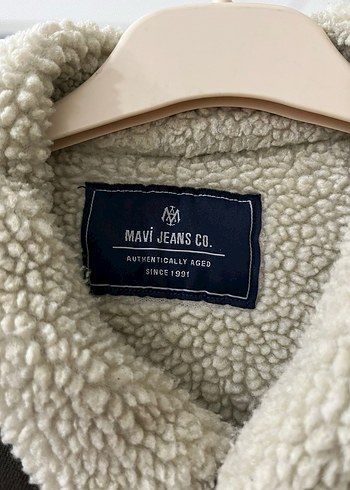 MAVİ JEANS CO.
AUTHENTICALLY AGED
SINCE 1991